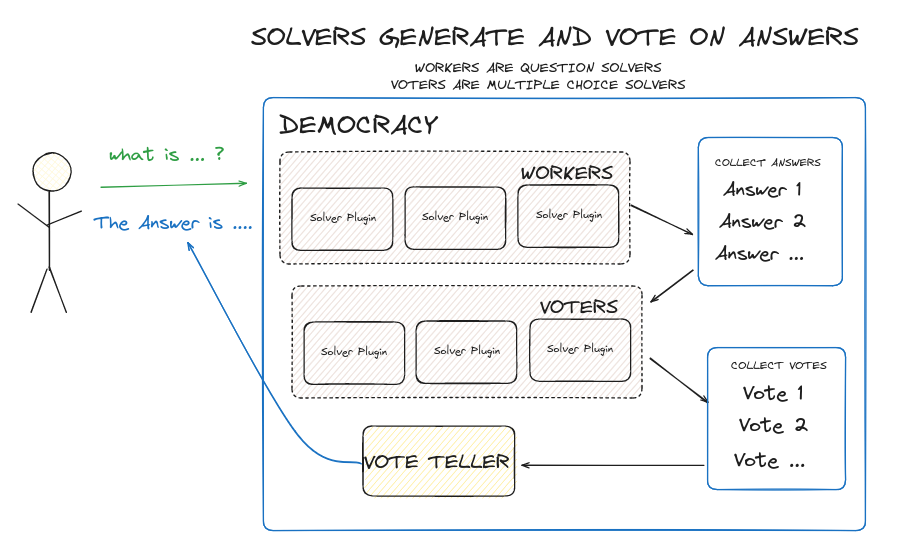 SOLVERS GENERATE AND VOTE ON ANSWERS
WORKERS ARE QUESTION SOLVERS
VOTERS ARE MULTIPLE CHOICE SOLVERS
DEMOCRACY
what is ... ?
The Answer is ....
WORKERS
Solver Plugin
Solver Plugin
Solver Plugin
COLLECT ANSWERS
Answer 1
Answer 2
Answer ...
VOTERS
Solver Plugin
Solver Plugin
Solver Plugin
COLLECT VOTES
Vote 1
Vote 2
Vote ...
VOTE TELLER